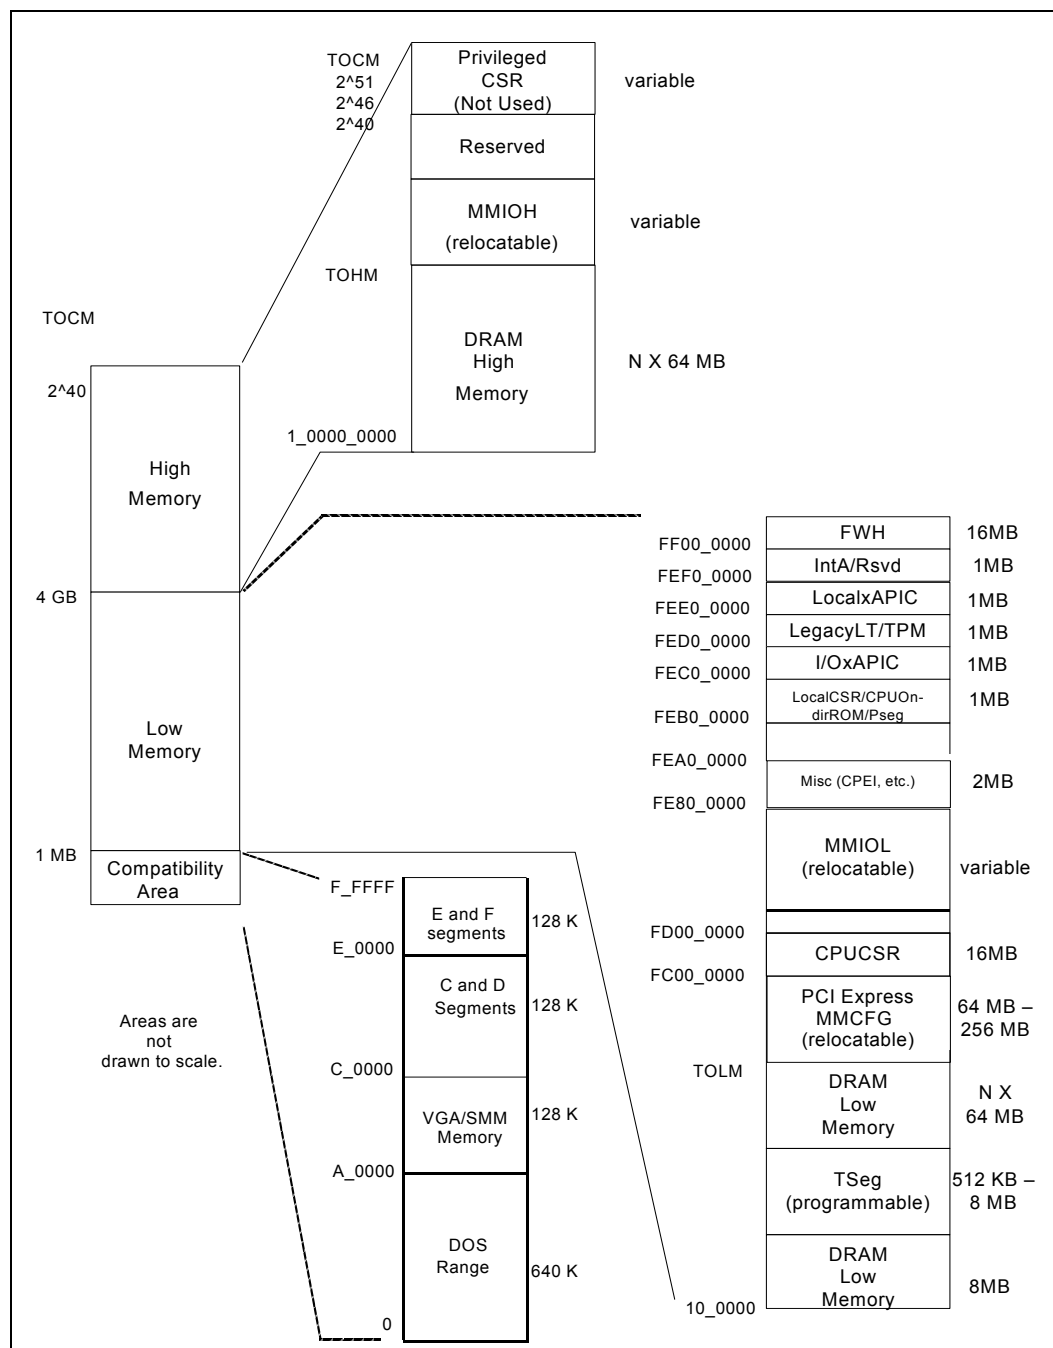 TOCM
2^51
2^46
2^40
Privileged
CSR
(Not Used)
variable
Reserved
MMIOH
(relocatable)
variable
TOHM
DRAM
High
Memory
N X 64 MB
1_0000_0000
TOCM
2^40
High
Memory
4 GB
Low
Memory
1 MB
Compatibility
Area
Areas are
not
drawn to scale.
F_FFFF
E and F
segments
128 K
E_0000
C and D
Segments
128 K
C_0000
VGA/SMM
Memory
128 K
A_0000
DOS
Range
640 K
0
FWH
16MB
FF00_0000
IntA/Rsvd
1MB
FEF0_0000
LocalxAPIC
1MB
FEE0_0000
LegacyLT/TPM
1MB
FED0_0000
I/OxAPIC
1MB
FEC0_0000
LocalCSR/CPUOn-
dirROM/Pseg
1MB
FEB0_0000
FEA0_0000
Misc (CPEI, etc.)
2MB
FE80_0000
MMIOL
(relocatable)
variable
FD00_0000
CPUCSR
16MB
FC00_0000
PCI Express
MMCFG
(relocatable)
64 MB –
256 MB
TOLM
DRAM
Low
Memory
N X
64 MB
TSeg
(programmable)
512 KB –
8 MB
DRAM
Low
Memory
8MB
10_0000